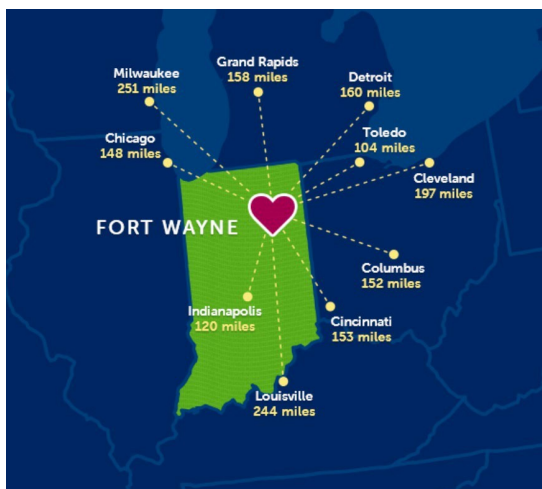 Grand Rapids
158 miles
Milwaukee
251 miles
Detroit
160 miles
Chicago
148 miles
Toledo
104 miles
Cleveland
197 miles
FORT WAYNE
Columbus
152 miles
Indianapolis
120 miles
Cincinnati
153 miles
Louisville
244 miles